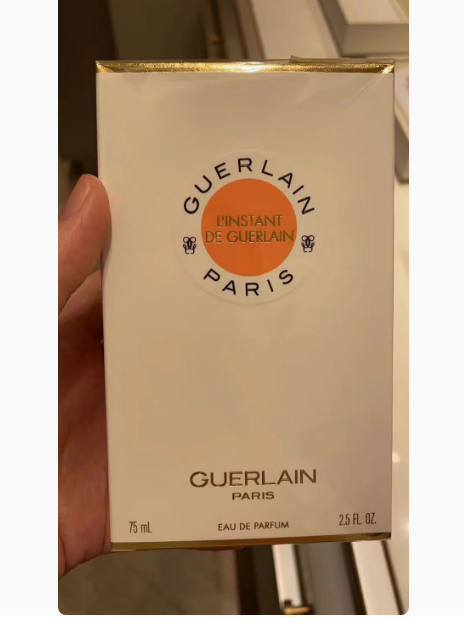 GUERLAIN
L'INSTANT
DE GUERLAIN
PARIS
GUERLAIN
PARIS
75 mL
EAU DE PARFUM
2.5 FL. OZ.